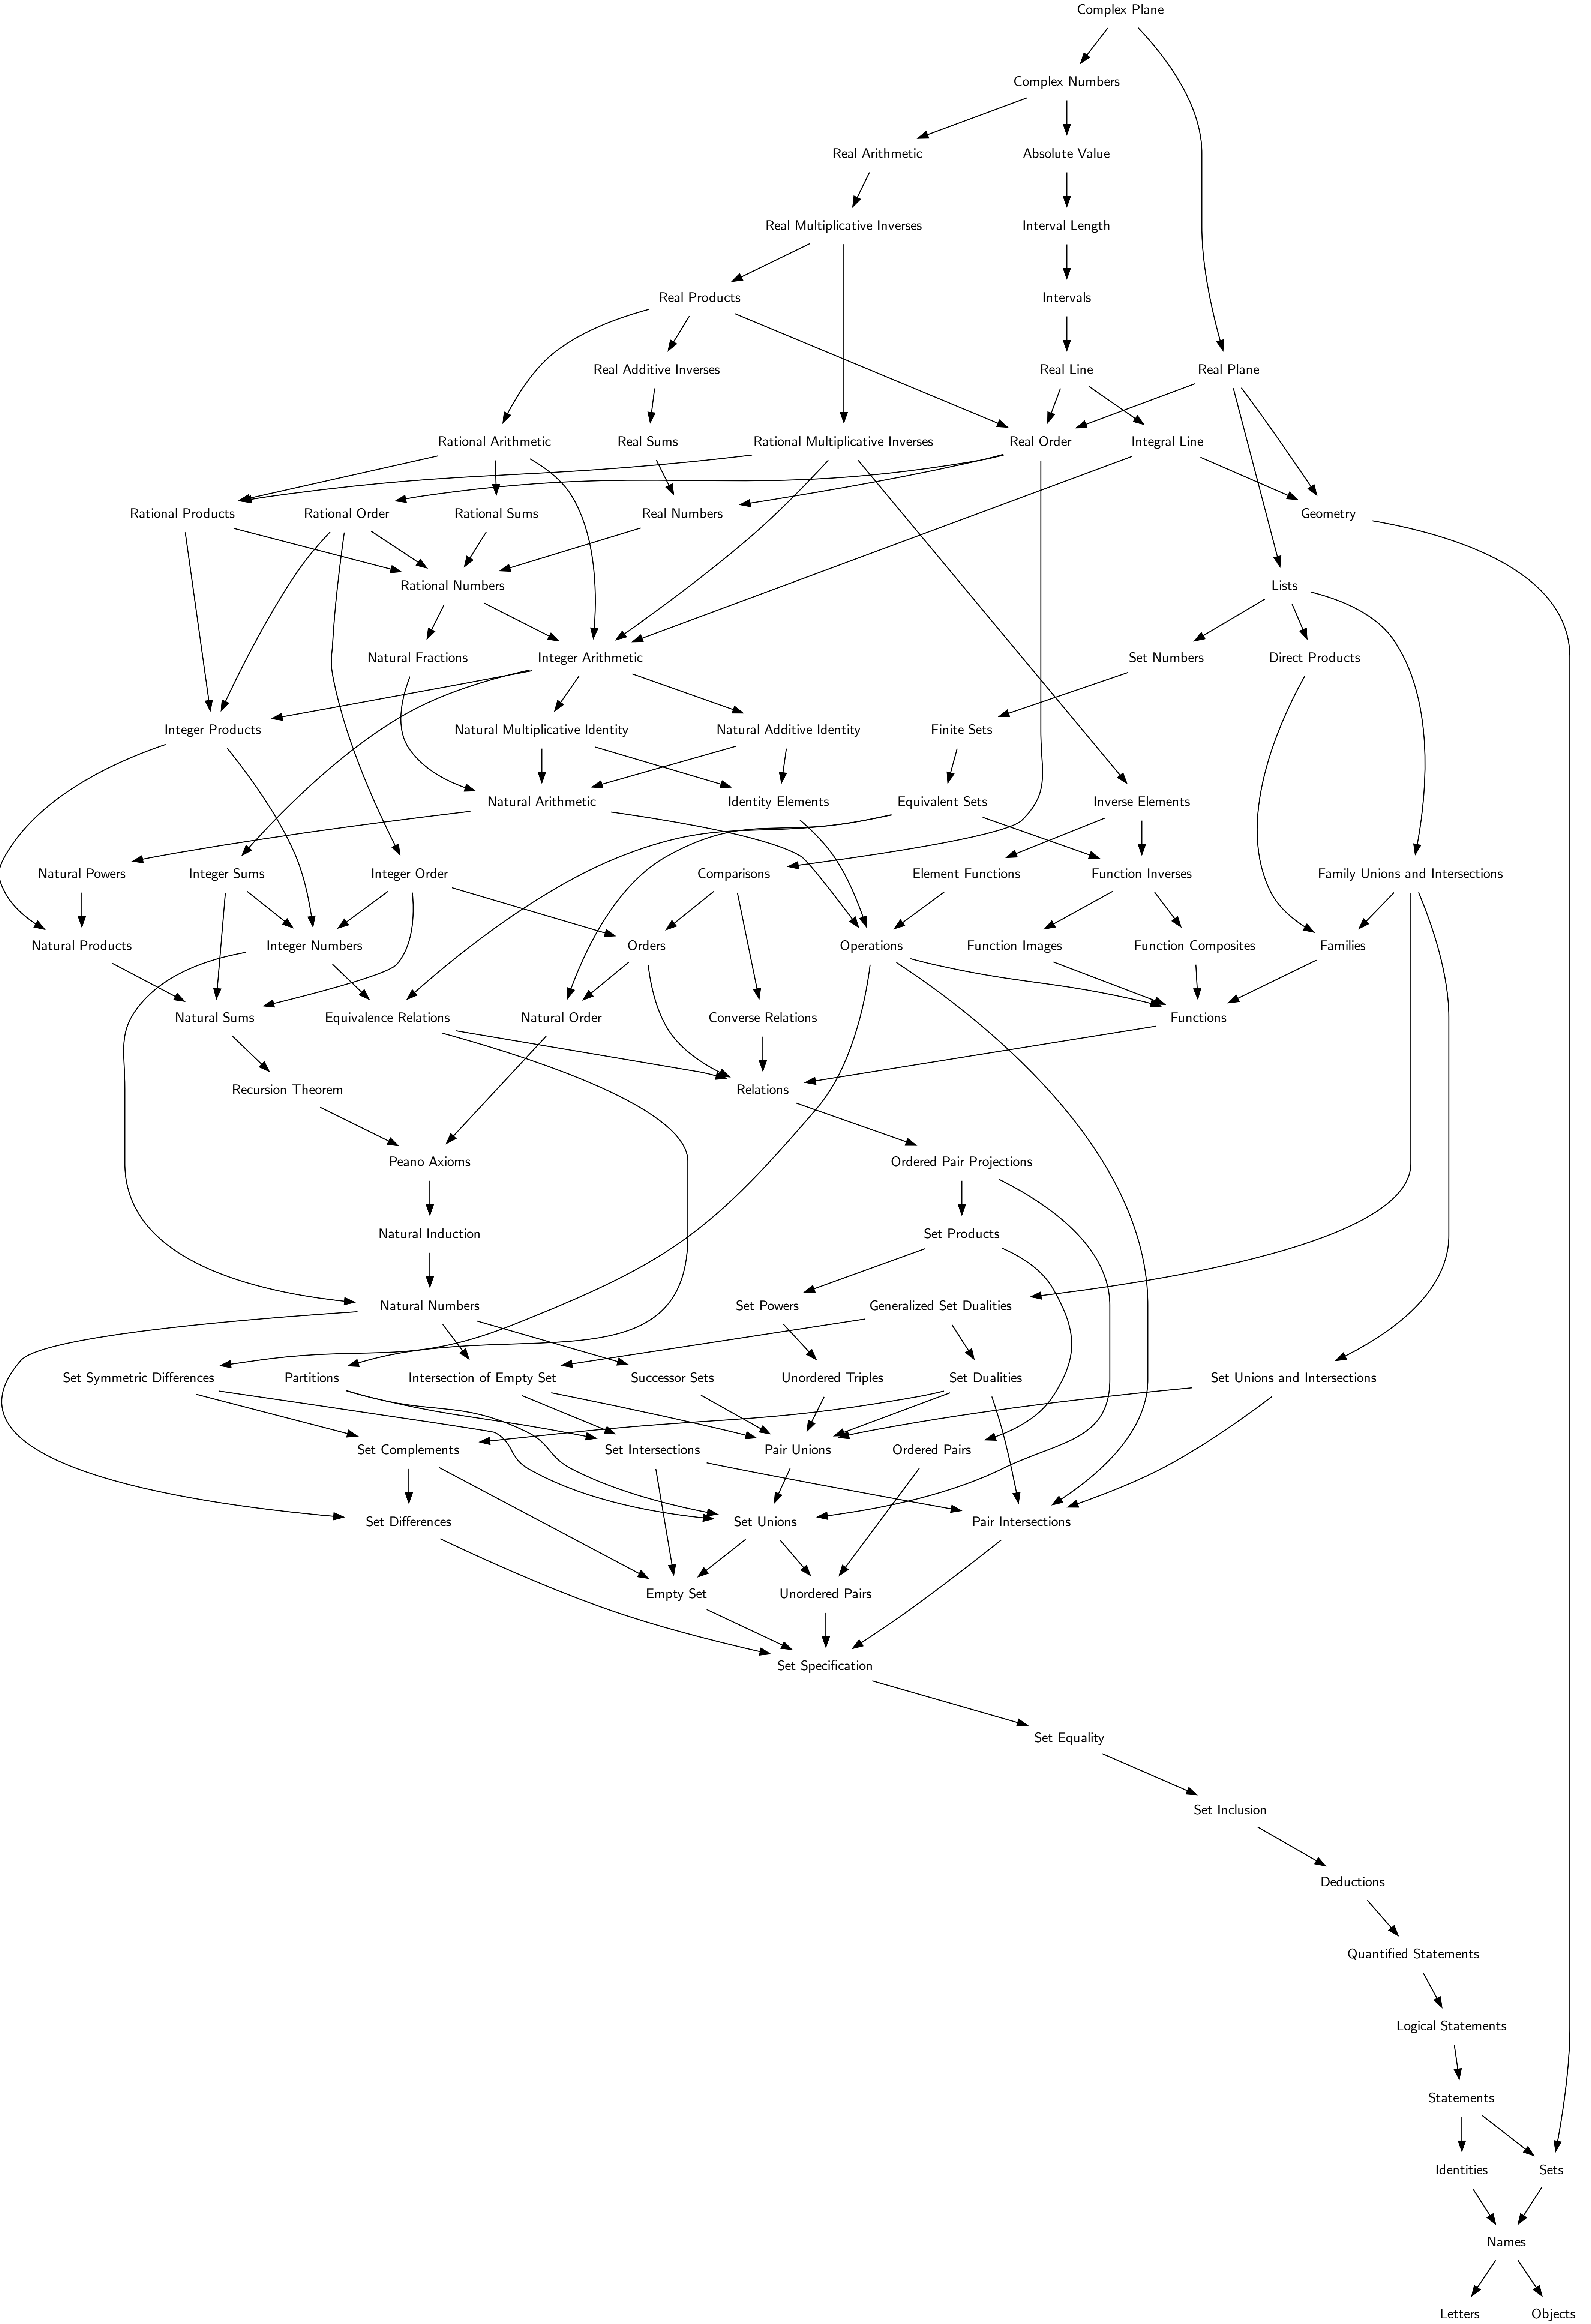 Complex Plane
Complex Numbers
Real Arithmetic
Absolute Value
Real Multiplicative Inverses
Interval Length
Real Products
Intervals
Real Additive Inverses
Real Line
Real Plane
Rational Arithmetic
Real Sums
Rational Multiplicative Inverses
Real Order
Integral Line
Rational Products
Rational Order
Rational Sums
Real Numbers
Geometry
Rational Numbers
Lists
Natural Fractions
Integer Arithmetic
Set Numbers
Direct Products
Integer Products
Natural Multiplicative Identity
Natural Additive Identity
Finite Sets
Natural Arithmetic
Identity Elements
Equivalent Sets
Inverse Elements
Natural Powers
Integer Sums
Integer Order
Comparisons
Element Functions
Function Inverses
Family Unions and Intersections
Natural Products
Integer Numbers
Orders
Operations
Function Images
Function Composites
Families
Natural Sums
Equivalence Relations
Natural Order
Converse Relations
Functions
Recursion Theorem
Relations
Peano Axioms
Ordered Pair Projections
Natural Induction
Set Products
Natural Numbers
Set Powers
Generalized Set Dualities
Set Symmetric Differences
Partitions
Intersection of Empty Set
Successor Sets
Unordered Triples
Set Dualities
Set Unions and Intersections
Set Complements
Set Intersections
Pair Unions
Ordered Pairs
Set Differences
Set Unions
Pair Intersections
Empty Set
Unordered Pairs
Set Specification
Set Equality
Set Inclusion
Deductions
Quantified Statements
Logical Statements
Statements
Identities
Sets
Names
Letters
Objects